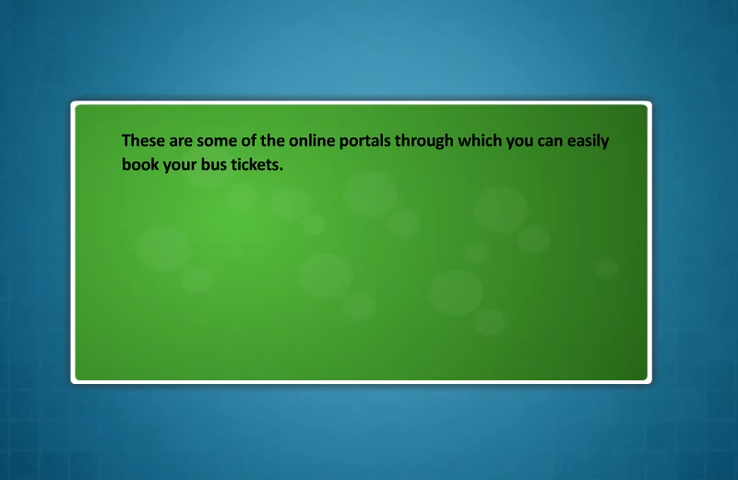 These are some of the online portals through which you can easily
book your bus tickets.